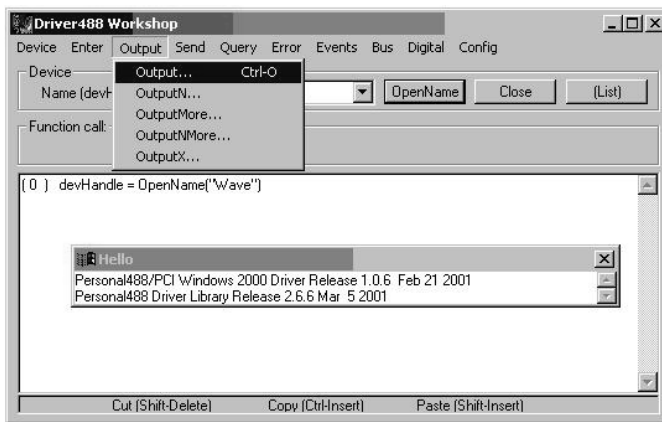 Driver488 Workshop
Device Enter Output Send Query Error Events Bus Digital Config
Device
Output... Ctrl-O
Name (devH
OutputN...
OpenName Close (List)
OutputMore...
Function call:
OutputNMore...
OutputX...
( 0 ) devHandle = OpenName("Wave")
Hello
Personal488/PCI Windows 2000 Driver Release 1.0.6 Feb 21 2001
Personal488 Driver Library Release 2.6.6 Mar 5 2001
Cut (Shift-Delete) Copy (Ctrl-Insert) Paste (Shift-Insert)